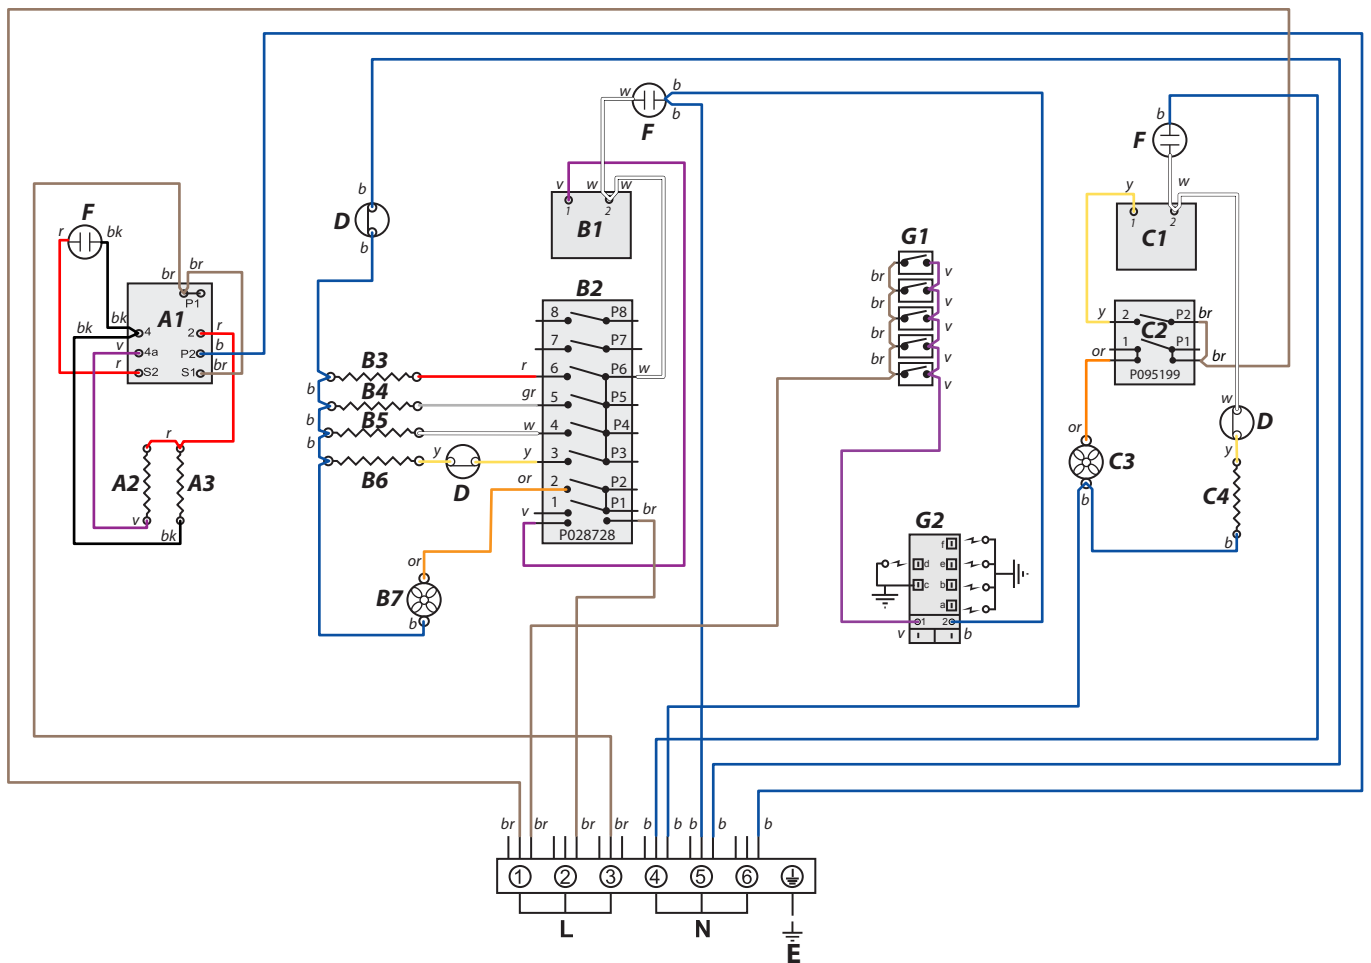 w
b
F
b
b
F
b
D
b
v
w
w
1
2
B1
y
w
1
2
C1
F
r
bk
br
br
P1
A1
bk
4
2
r
bk
v
4a
P2
b
r
S2
S1
br
r
A2
A3
v
bk
G1
br
v
br
v
br
v
br
v
v
B2
8
P8
7
P7
B3
r
6
P6
w
b
B4
gr
5
P5
b
B5
w
4
P4
b
y
y
3
P3
B6
D
or
2
P2
v
1
P1
br
P028728
or
B7
b
y
2
P2
br
C2
1
P1
or
br
P095199
w
D
or
y
C3
C4
b
b
G2
f
d
e
c
b
a
1
2
v
b
br
br
br
b
b
b
b
b
1
2
3
4
5
6
L
N
E